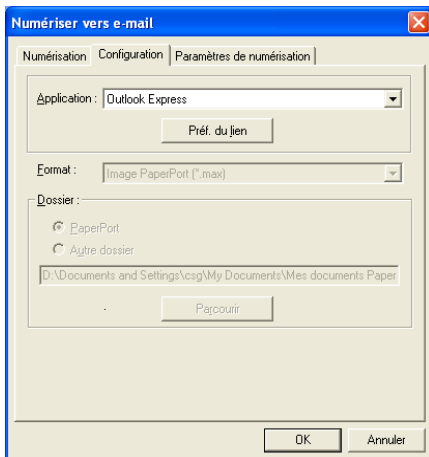 Numériser vers e-mail
Numérisation Configuration Paramètres de numérisation
Application : Outlook Express
Préf. du lien
Format : Image PaperPort (*.max)
Dossier :
PaperPort
Autre dossier
D:\Documents and Settings\csg\My Documents\Mes documents Paper
Parcourir
OK Annuler